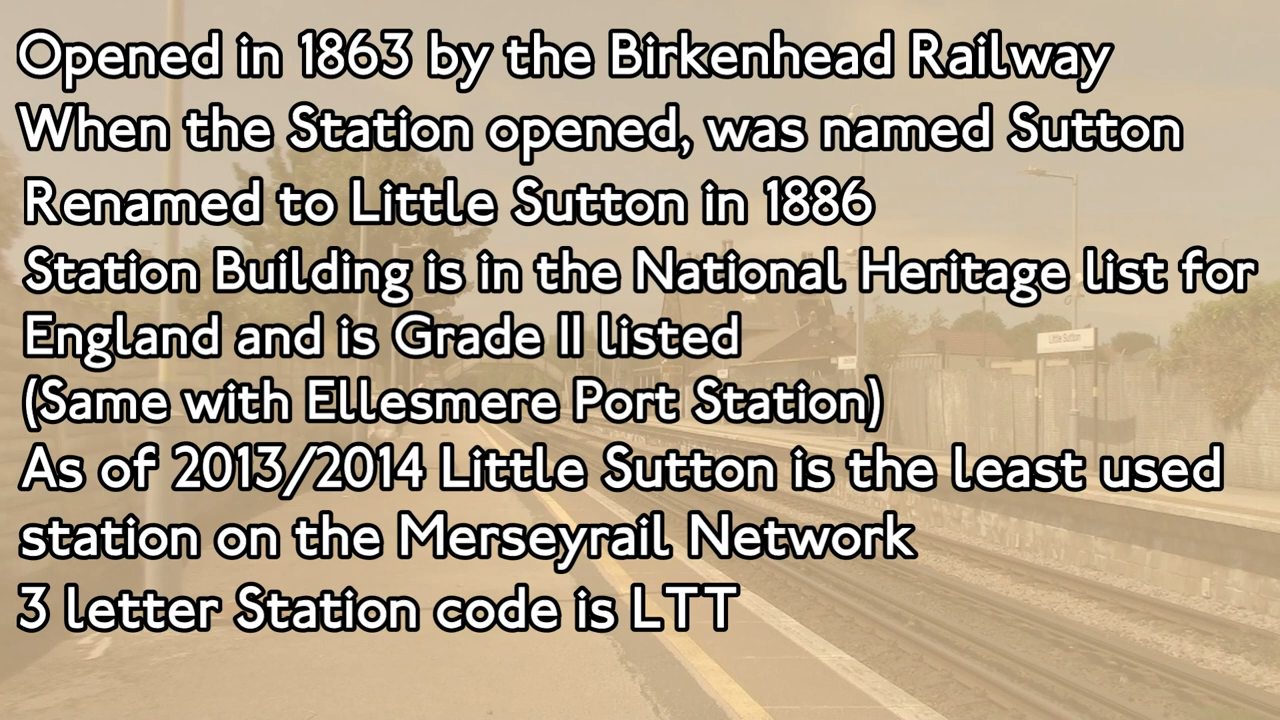 Opened in 1863 by the Birkenhead Railway
When the Station opened, was named Sutton
Renamed to Little Sutton in 1886
Station Building is in the National Heritage list for
England and is Grade II listed
(Same with Ellesmere Port Station)
As of 2013/2014 Little Sutton is the least used
station on the Merseyrail Network
3 letter Station code is LTT
Little Sutton